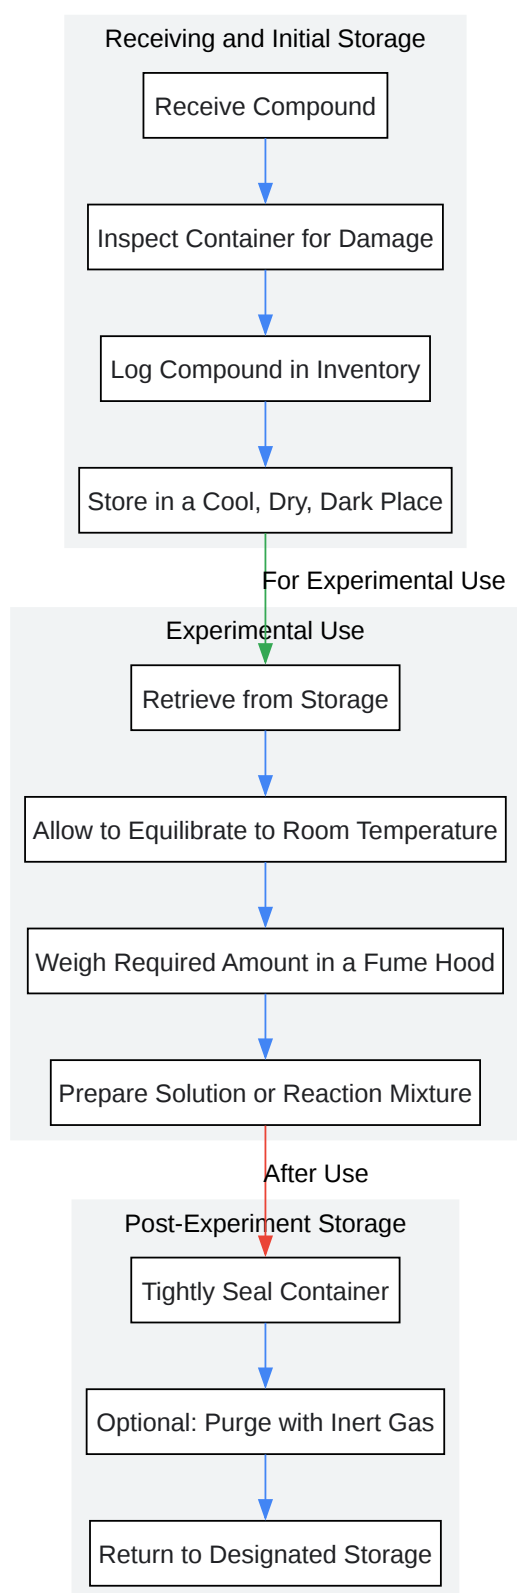 Receiving and Initial Storage
Receive Compound
Inspect Container for Damage
Log Compound in Inventory
Store in a Cool, Dry, Dark Place
For Experimental Use
Experimental Use
Retrieve from Storage
Allow to Equilibrate to Room Temperature
Weigh Required Amount in a Fume Hood
Prepare Solution or Reaction Mixture
After Use
Post-Experiment Storage
Tightly Seal Container
Optional: Purge with Inert Gas
Return to Designated Storage